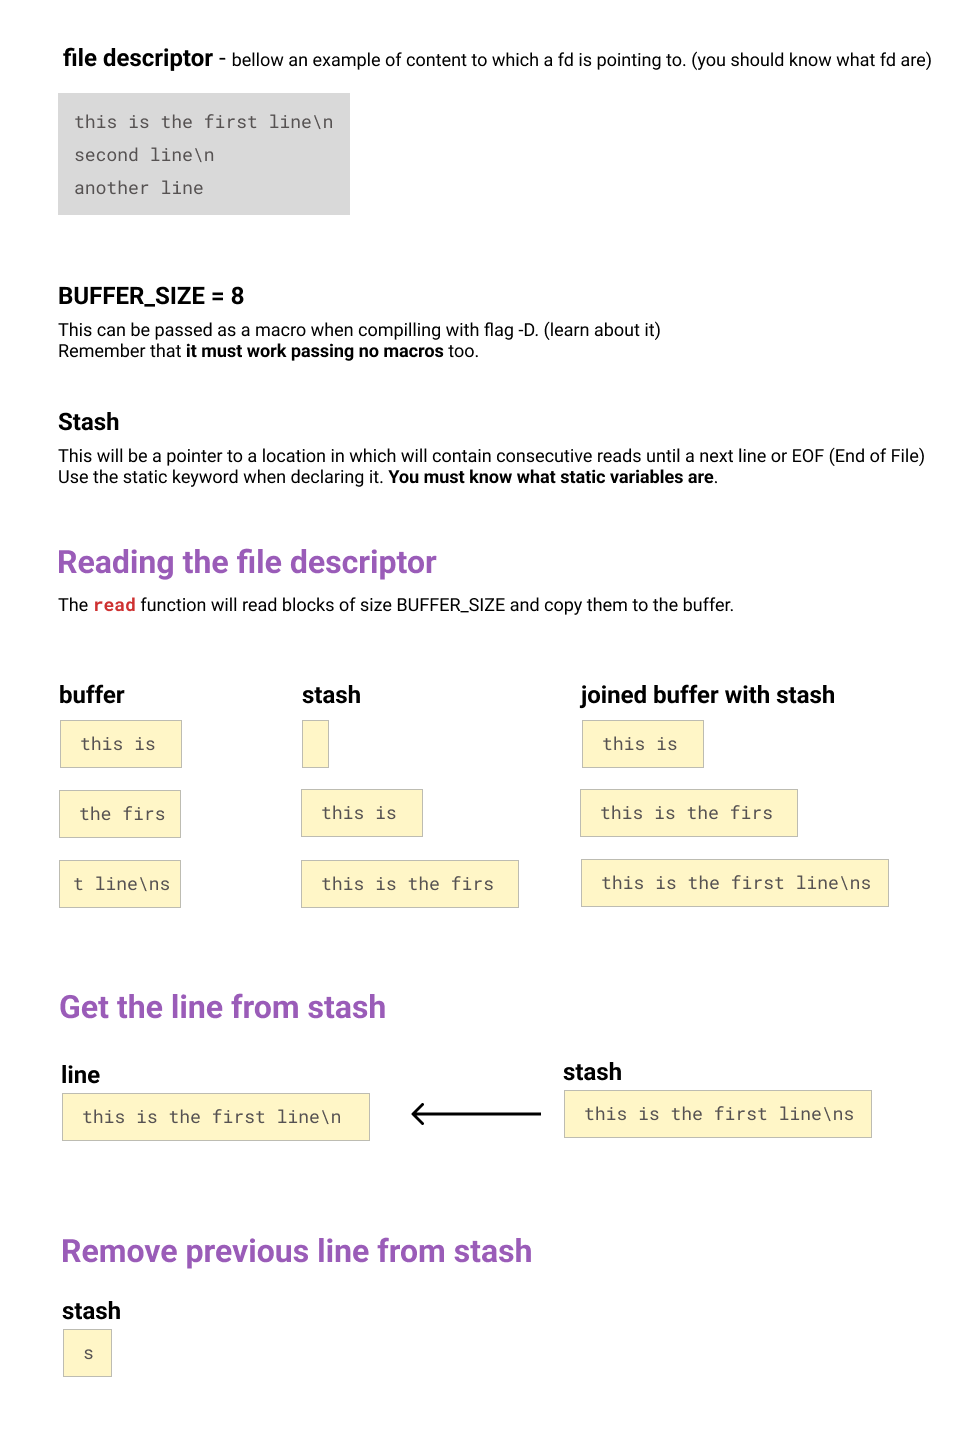 file descriptor - bellow an example of content to which a fd is pointing to. (you should know what fd are)
this is the first line\n
second line\n
another line
BUFFER_SIZE = 8
This can be passed as a macro when compilling with flag -D. (learn about it)
Remember that it must work passing no macros too.
Stash
This will be a pointer to a location in which will contain consecutive reads until a next line or EOF (End of File)
Use the static keyword when declaring it. You must know what static variables are.
Reading the file descriptor
The read function will read blocks of size BUFFER_SIZE and copy them to the buffer.
buffer stash joined buffer with stash
this is this is
the firs this is this is the firs
t line\ns this is the firs this is the first line\ns
Get the line from stash
line stash
this is the first line\n this is the first line\ns
Remove previous line from stash
stash
s